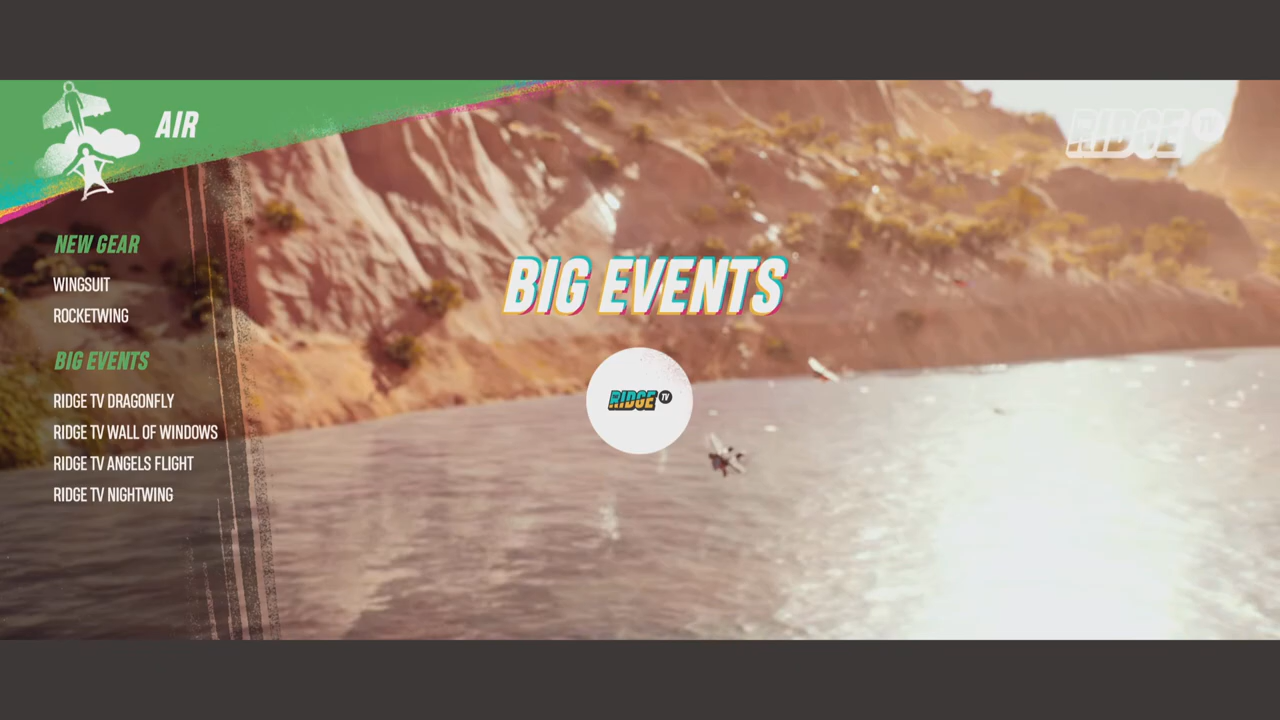 AIR
RIDGE TV
NEW GEAR
WINGSUIT
ROCKETWING
BIG EVENTS
RIDGE TV DRAGONFLY
RIDGE TV WALL OF WINDOWS
RIDGE TV ANGELS FLIGHT
RIDGE TV NIGHTWING
BIG EVENTS
RIDGE TV